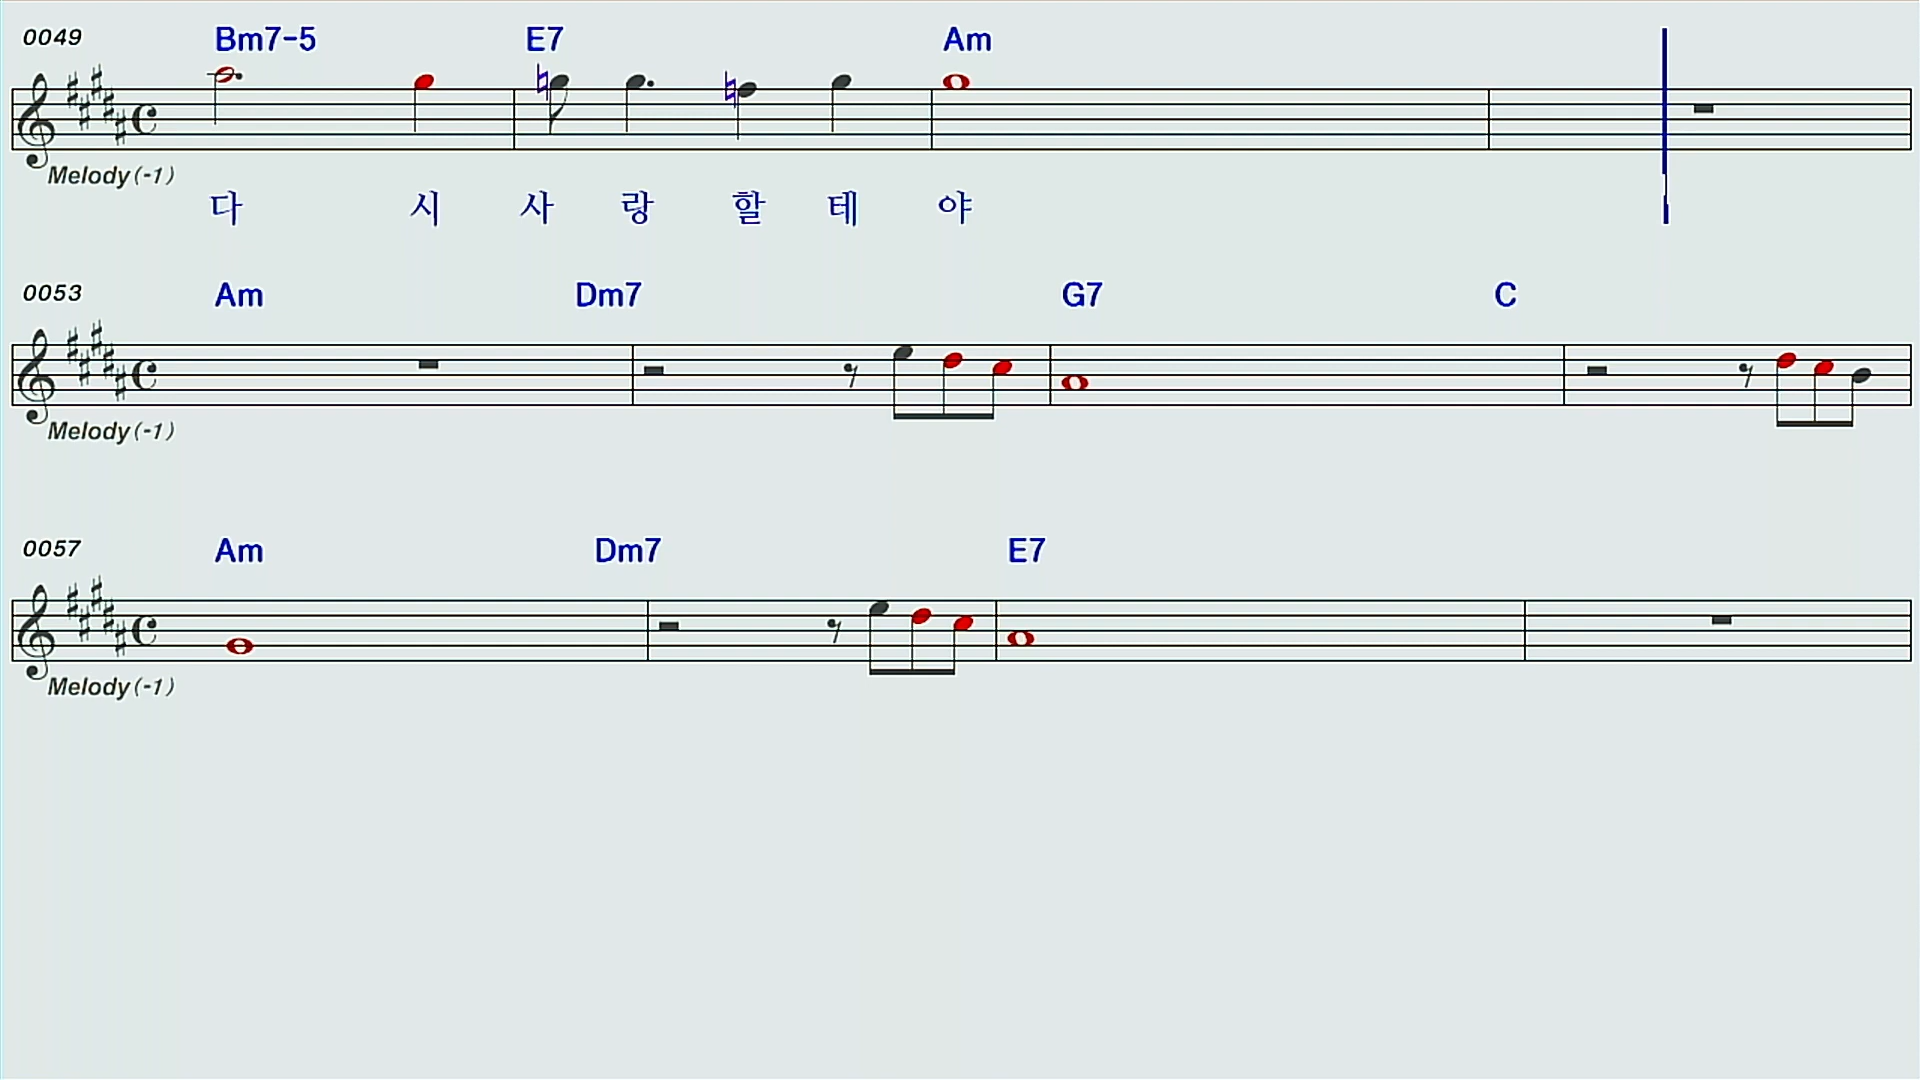 0049 Bm7-5 E7 Am
Melody(-1)
다 시 사 랑 할 테 야
0053 Am Dm7 G7 C
Melody(-1)
0057 Am Dm7 E7
Melody(-1)